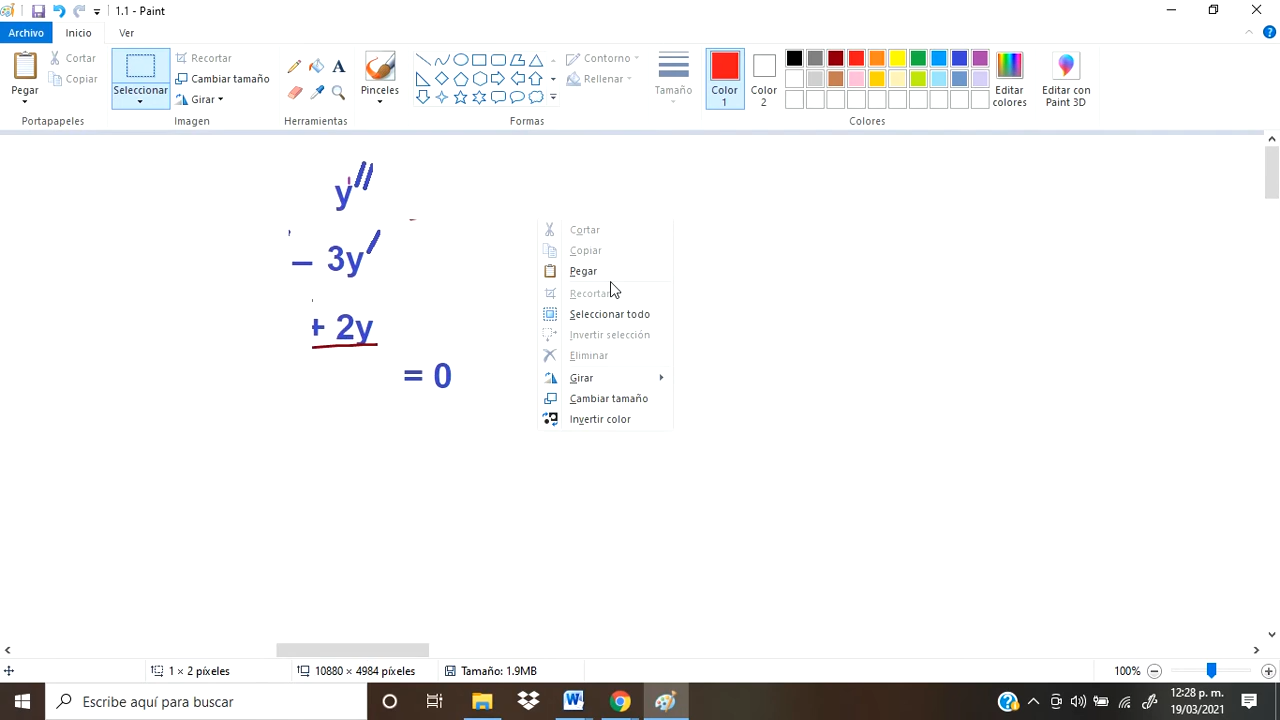 1.1 - Paint
Archivo Inicio Ver
Pegar
Cortar
Copiar
Portapapeles
Seleccionar
Recortar
Cambiar tamaño
Girar
Imagen
A
Herramientas
Pinceles
Contorno
Rellenar
Formas
Tamaño
Color 1
Color 2
Editar colores
Editar con Paint 3D
Colores
y''
– 3y'
+ 2y
= 0
Cortar
Copiar
Pegar
Recortar
Seleccionar todo
Invertir selección
Eliminar
Girar
Cambiar tamaño
Invertir color
1 × 2 píxeles
10880 × 4984 píxeles
Tamaño: 1.9MB
100%
Escribe aquí para buscar
12:28 p. m.
19/03/2021